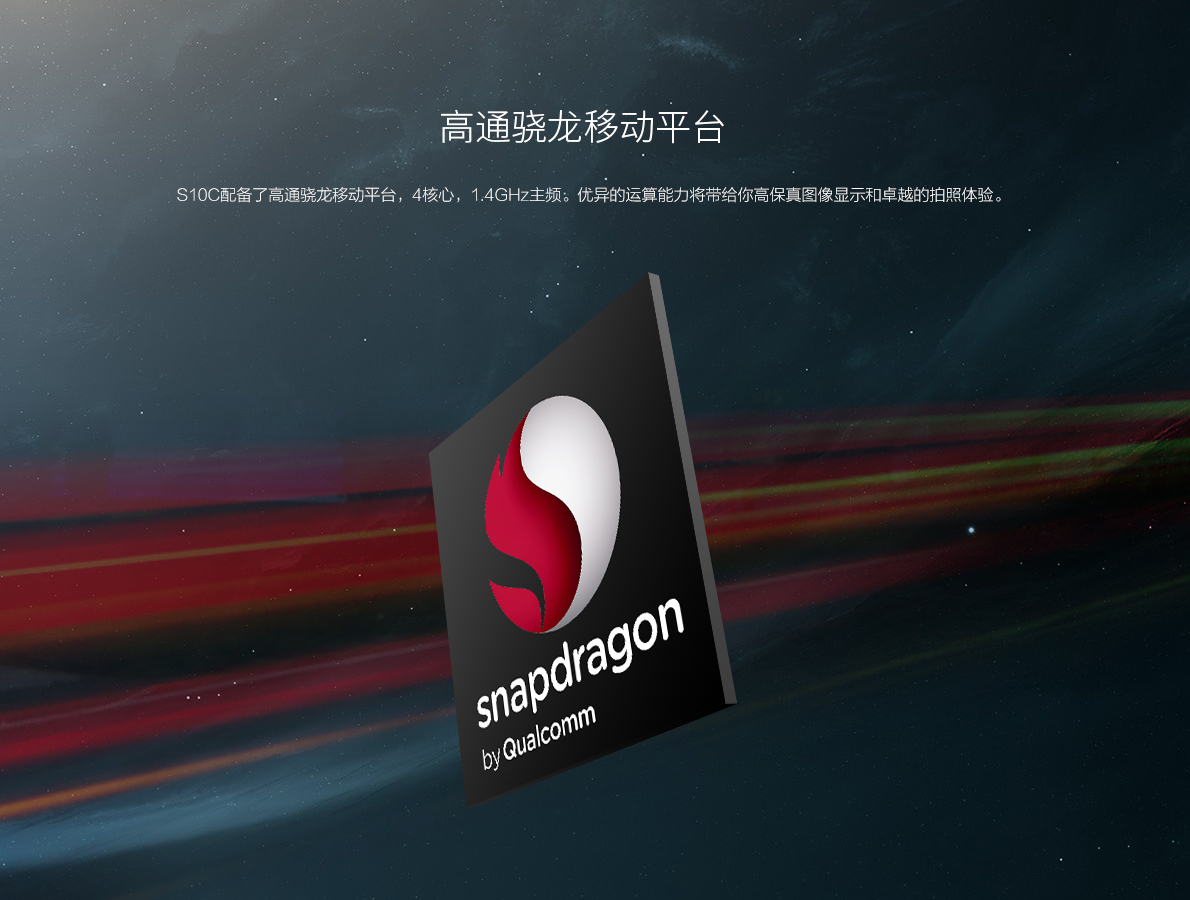 高通骁龙移动平台
S10C配备了高通骁龙移动平台，4核心，1.4GHz主频。优异的运算能力将带给你高保真图像显示和卓越的拍照体验。
snapdragon
by Qualcomm